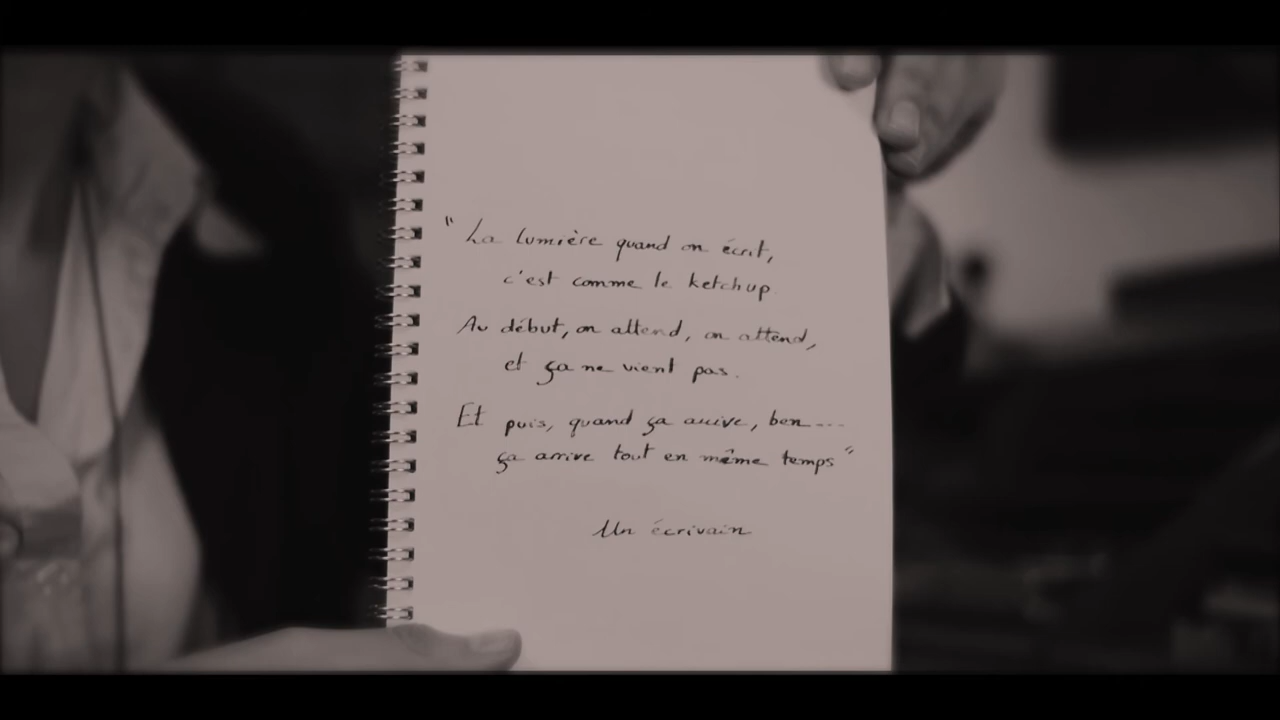 "La lumière quand on écrit,
c'est comme le ketchup
Au début, on attend, on attend,
et ça ne vient pas.
Et puis, quand ça arrive, ben...
ça arrive tout en même temps"
Un écrivain